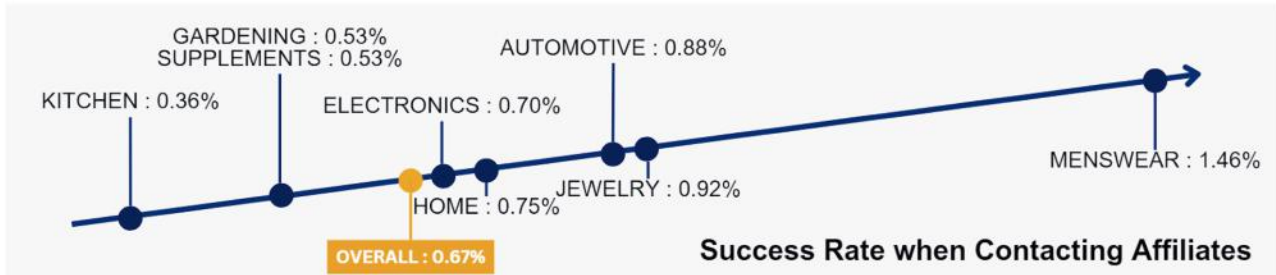 GARDENING : 0.53%
SUPPLEMENTS : 0.53%
AUTOMOTIVE : 0.88%
KITCHEN : 0.36%
ELECTRONICS : 0.70%
MENSWEAR : 1.46%
JEWELRY : 0.92%
HOME : 0.75%
OVERALL : 0.67%
Success Rate when Contacting Affiliates